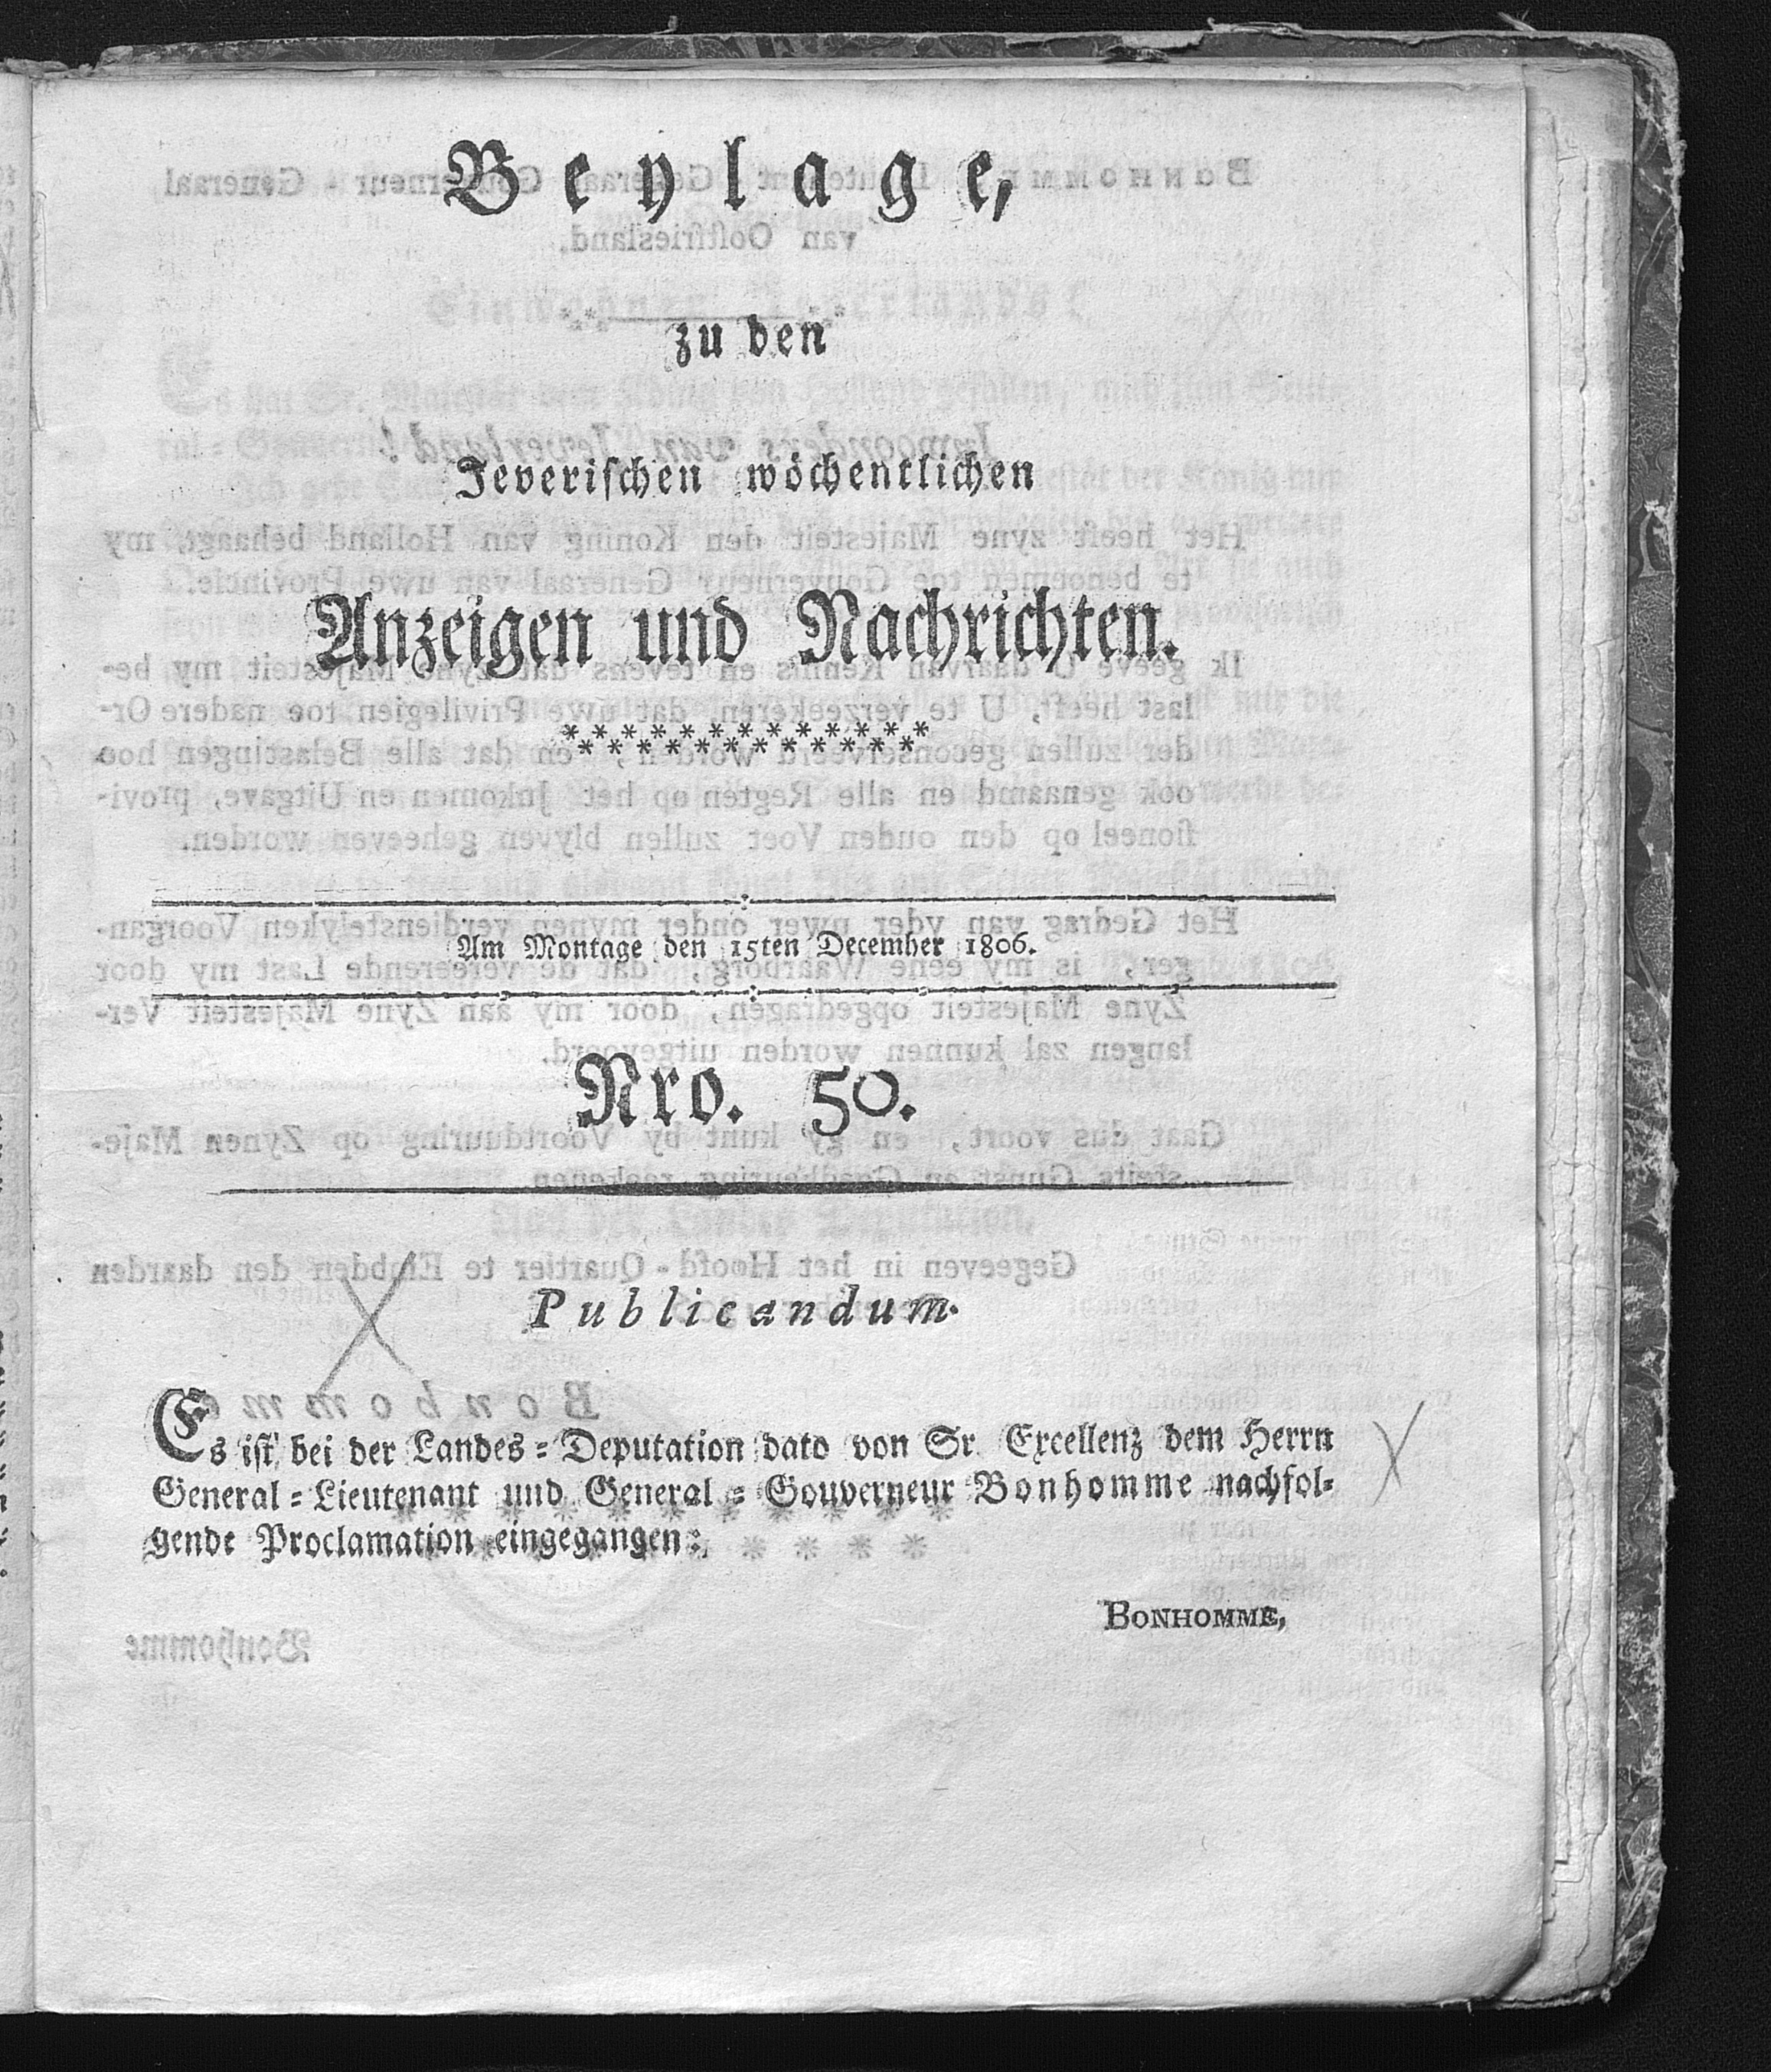 Beylage,
zu den
Jeverischen wöchentlichen
Anzeigen und Nachrichten.
Am Montage den 15ten December 1806.
Nro. 50.
Publicandum.
Es ist bei der Landes=Deputation dato von Sr. Excellenz dem Herrn
General=Lieutenant und General=Gouverneur Bonhomme nachfol=
gende Proclamation eingegangen:
BONHOMME,